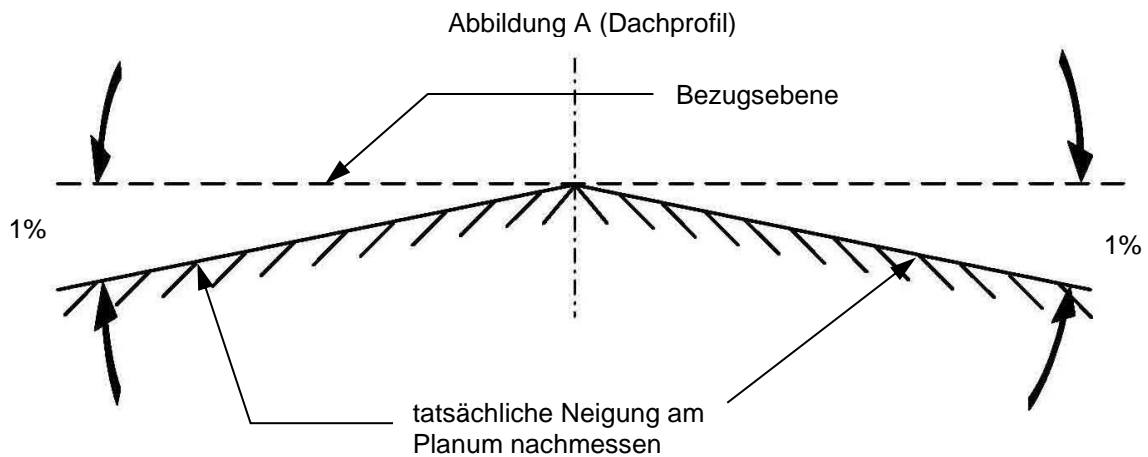 Abbildung A (Dachprofil)
Bezugsebene
1%
1%
tatsächliche Neigung am
Planum nachmessen